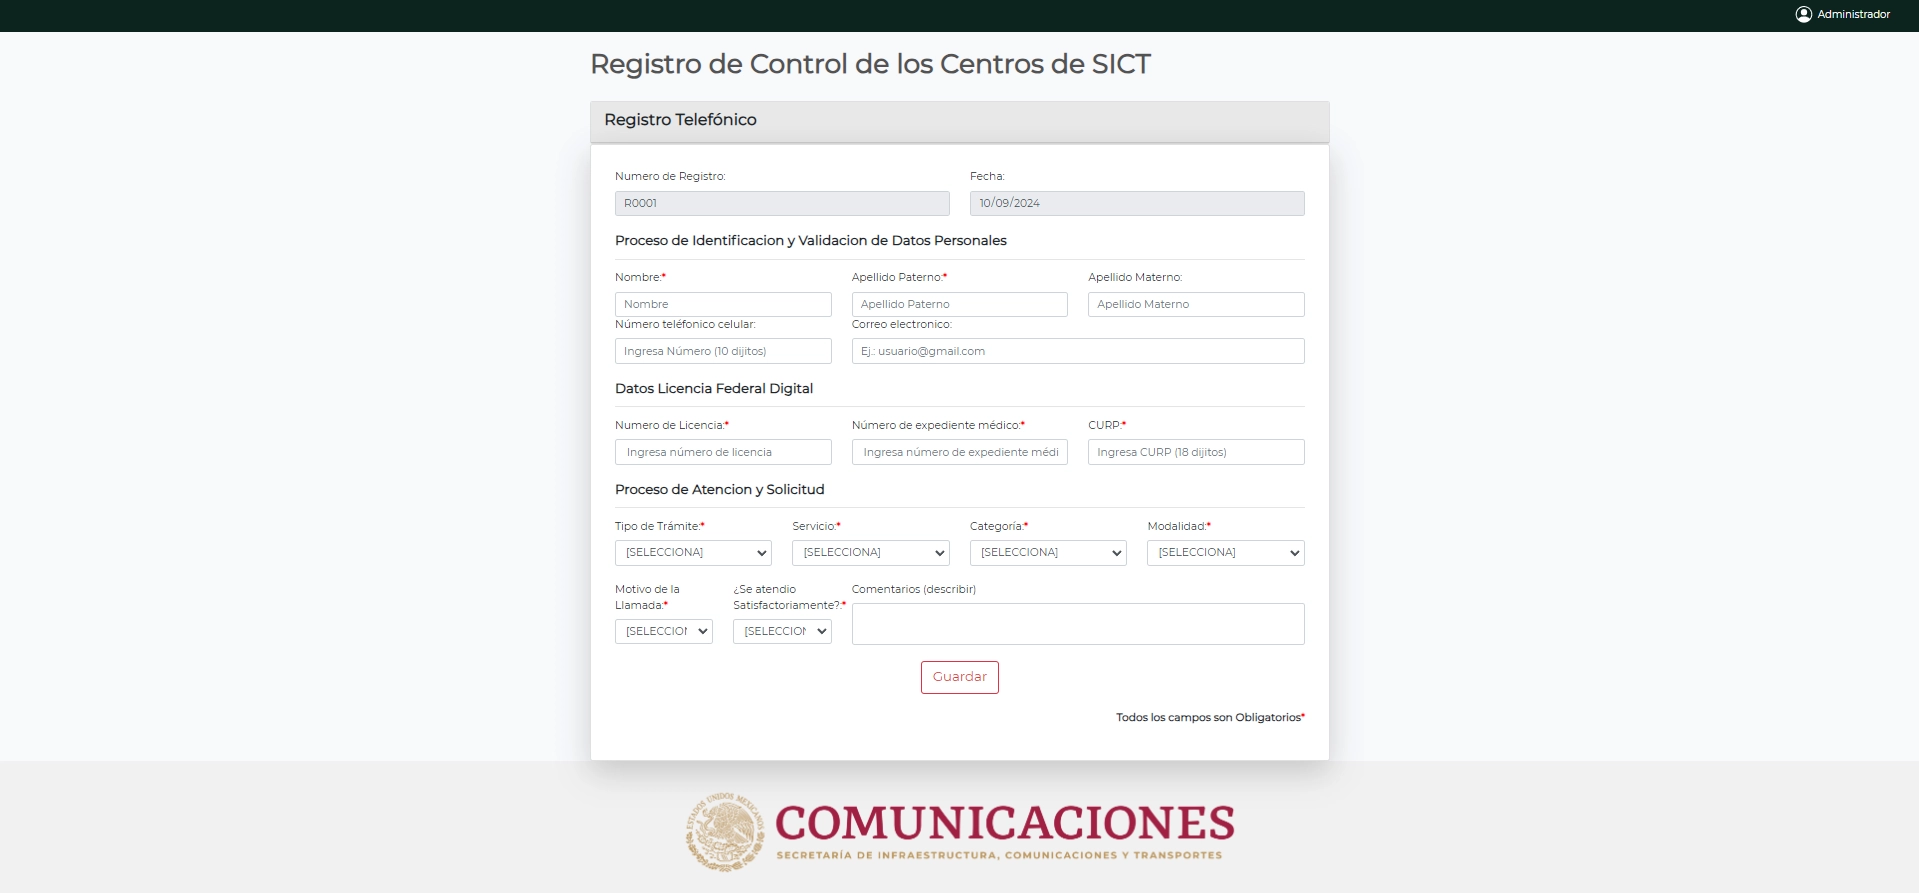 Administrador
Registro de Control de los Centros de SICT
Registro Telefónico
Numero de Registro: Fecha:
R0001 10/09/2024
Proceso de Identificacion y Validacion de Datos Personales
Nombre:* Apellido Paterno:* Apellido Materno:
Nombre Apellido Paterno Apellido Materno
Número teléfonico celular: Correo electronico:
Ingresa Número (10 dijitos) Ej.: usuario@gmail.com
Datos Licencia Federal Digital
Numero de Licencia:* Número de expediente médico:* CURP:*
Ingresa número de licencia Ingresa número de expediente médi Ingresa CURP (18 dijitos)
Proceso de Atencion y Solicitud
Tipo de Trámite:* Servicio:* Categoría:* Modalidad:*
[SELECCIONA] [SELECCIONA] [SELECCIONA] [SELECCIONA]
Motivo de la ¿Se atendio Comentarios (describir)
Llamada:* Satisfactoriamente?:*
[SELECCION [SELECCION
Guardar
Todos los campos son Obligatorios*
ESTADOS UNIDOS MEXICANOS
COMUNICACIONES
SECRETARÍA DE INFRAESTRUCTURA, COMUNICACIONES Y TRANSPORTES